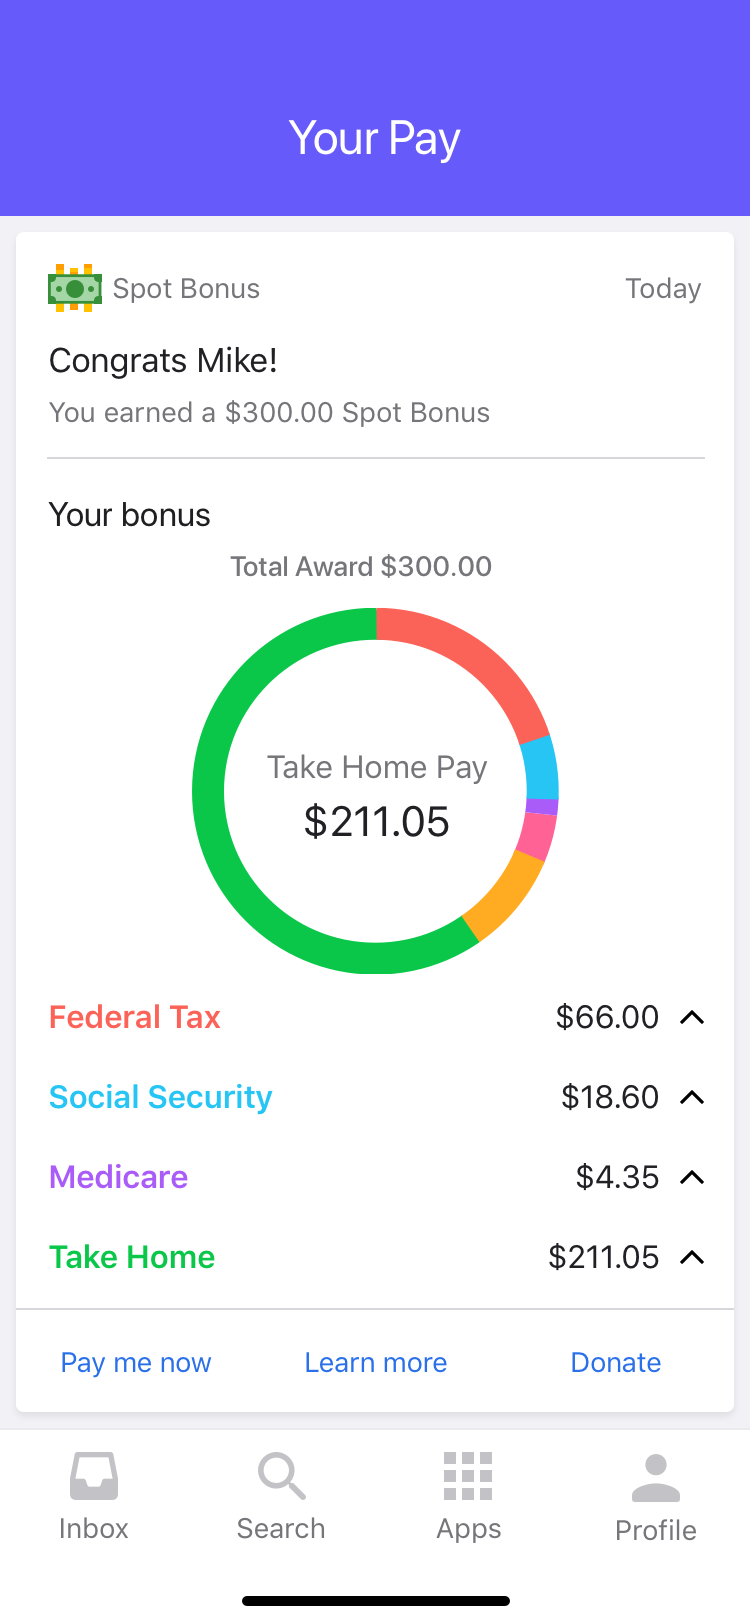 Your Pay
Spot Bonus Today
Congrats Mike!
You earned a $300.00 Spot Bonus
Your bonus
Total Award $300.00
Take Home Pay
$211.05
Federal Tax $66.00
Social Security $18.60
Medicare $4.35
Take Home $211.05
Pay me now Learn more Donate
Inbox Search Apps Profile